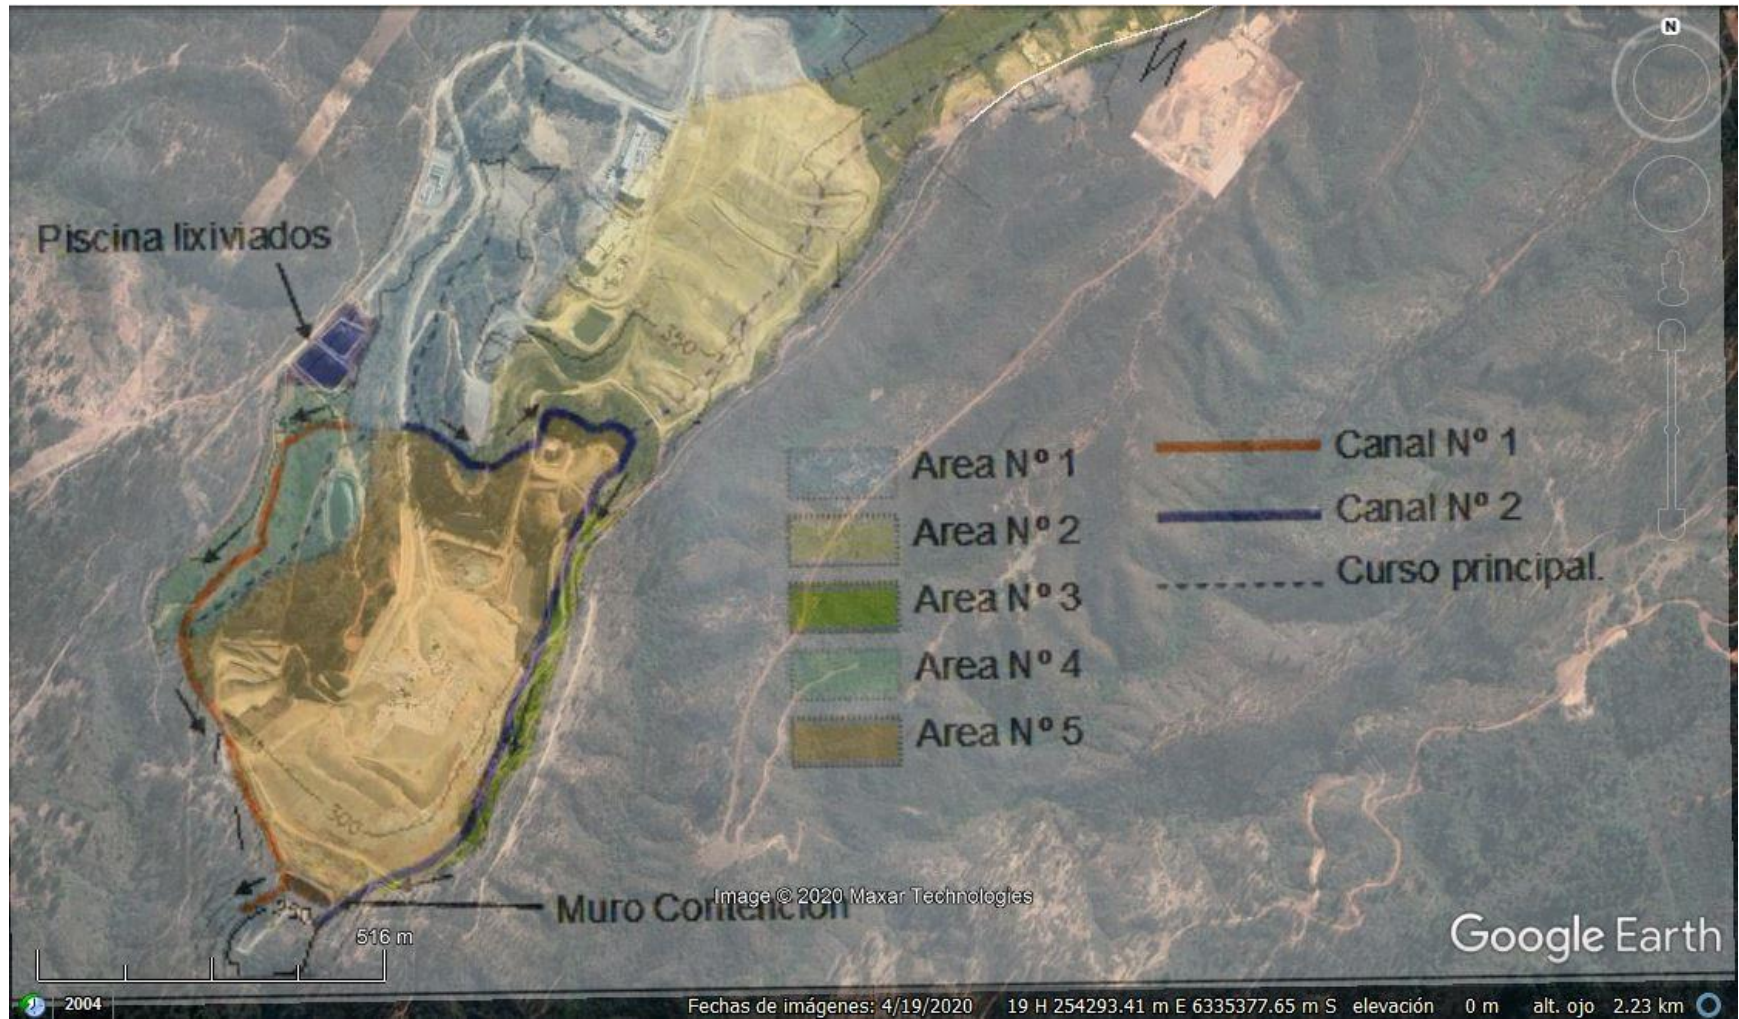 N
Piscina lixiviados
350
Area Nº 1
Area Nº 2
Area Nº 3
Area Nº 4
Area Nº 5
Canal Nº 1
Canal Nº 2
Curso principal.
300
250
Muro Contención
Image © 2020 Maxar Technologies
516 m
Google Earth
2004
Fechas de imágenes: 4/19/2020 19 H 254293.41 m E 6335377.65 m S elevación 0 m alt. ojo 2.23 km